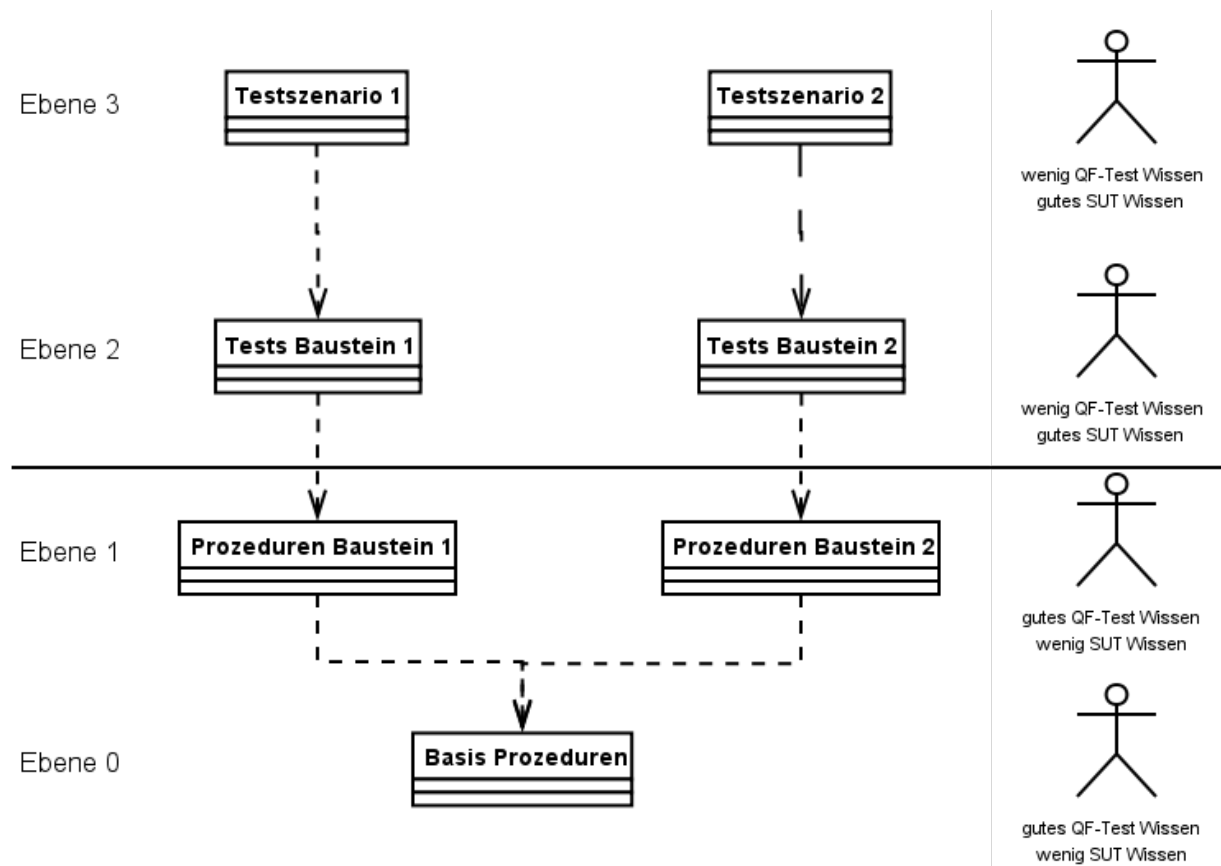 Ebene 3
Testszenario 1
Testszenario 2
wenig QF-Test Wissen
gutes SUT Wissen
Ebene 2
Tests Baustein 1
Tests Baustein 2
wenig QF-Test Wissen
gutes SUT Wissen
Ebene 1
Prozeduren Baustein 1
Prozeduren Baustein 2
gutes QF-Test Wissen
wenig SUT Wissen
Ebene 0
Basis Prozeduren
gutes QF-Test Wissen
wenig SUT Wissen